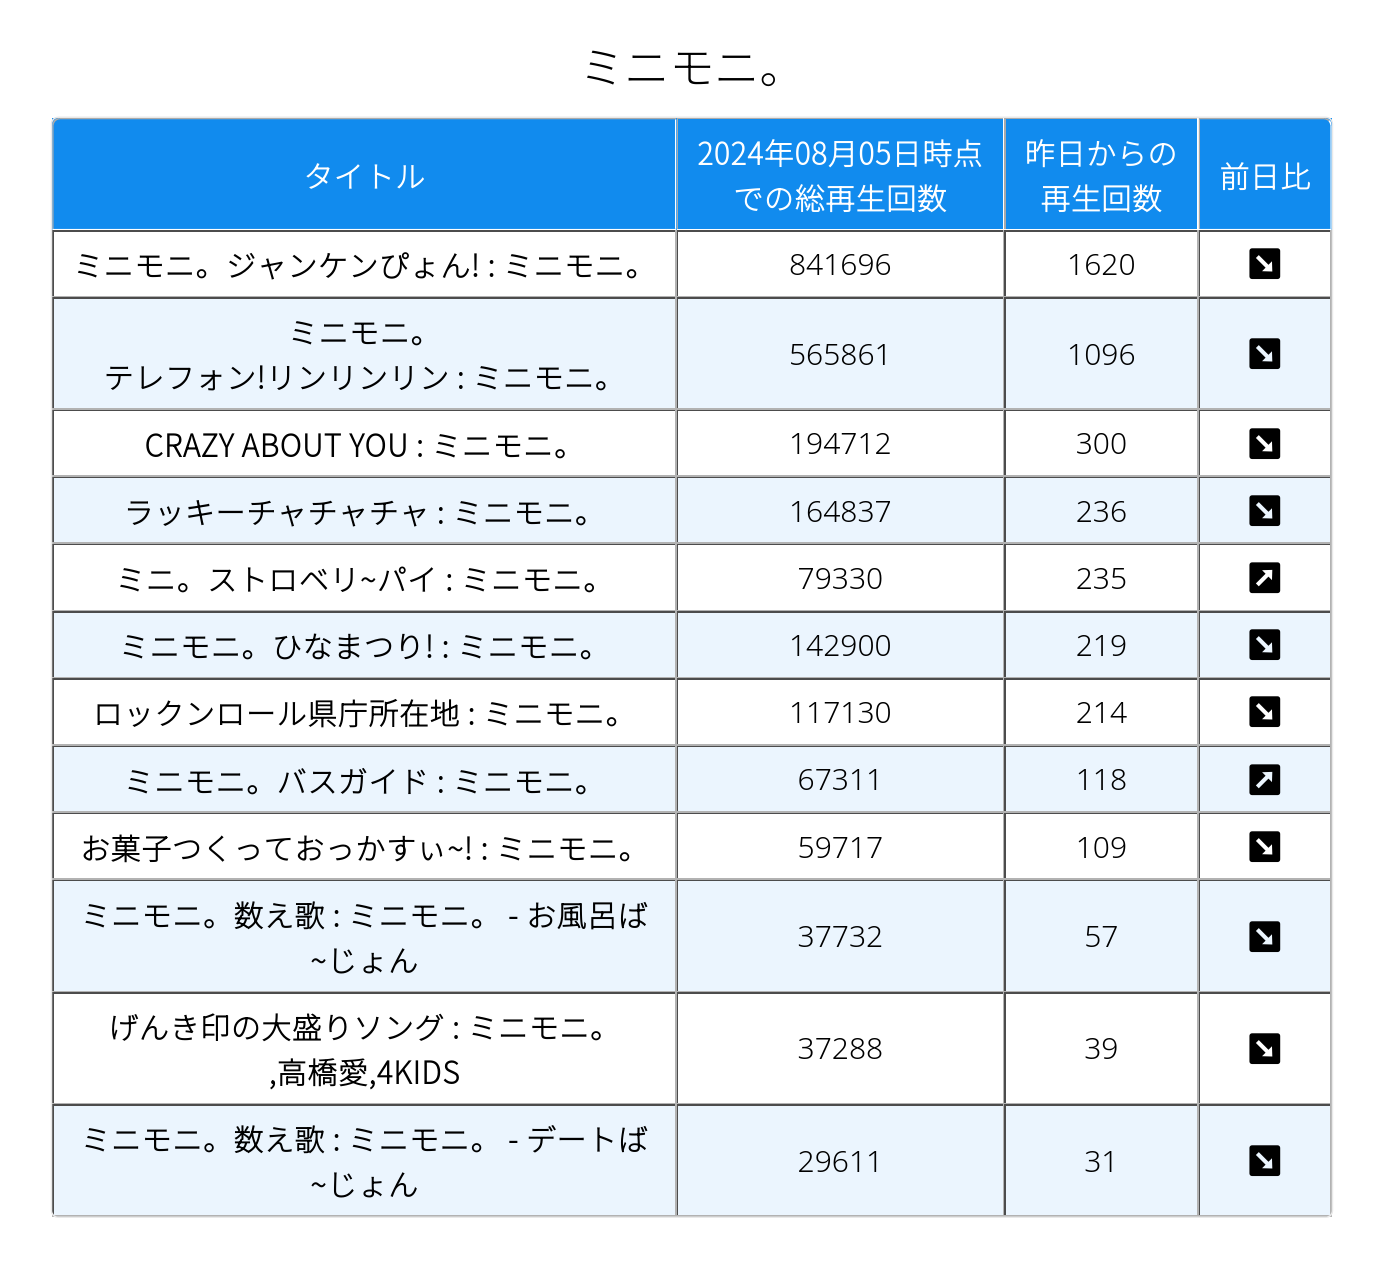 ミニモニ。
タイトル
2024年08月05日時点
での総再生回数
昨日からの
再生回数
前日比
ミニモニ。ジャンケンぴょん! : ミニモニ。
841696
1620
ミニモニ。
テレフォン!リンリンリン : ミニモニ。
565861
1096
CRAZY ABOUT YOU : ミニモニ。
194712
300
ラッキーチャチャチャ : ミニモニ。
164837
236
ミニ。ストロベリ~パイ : ミニモニ。
79330
235
ミニモニ。ひなまつり! : ミニモニ。
142900
219
ロックンロール県庁所在地 : ミニモニ。
117130
214
ミニモニ。バスガイド : ミニモニ。
67311
118
お菓子つくっておっかすぃ~! : ミニモニ。
59717
109
ミニモニ。数え歌 : ミニモニ。 - お風呂ば
~じょん
37732
57
げんき印の大盛りソング : ミニモニ。
,高橋愛,4KIDS
37288
39
ミニモニ。数え歌 : ミニモニ。 - デートば
~じょん
29611
31